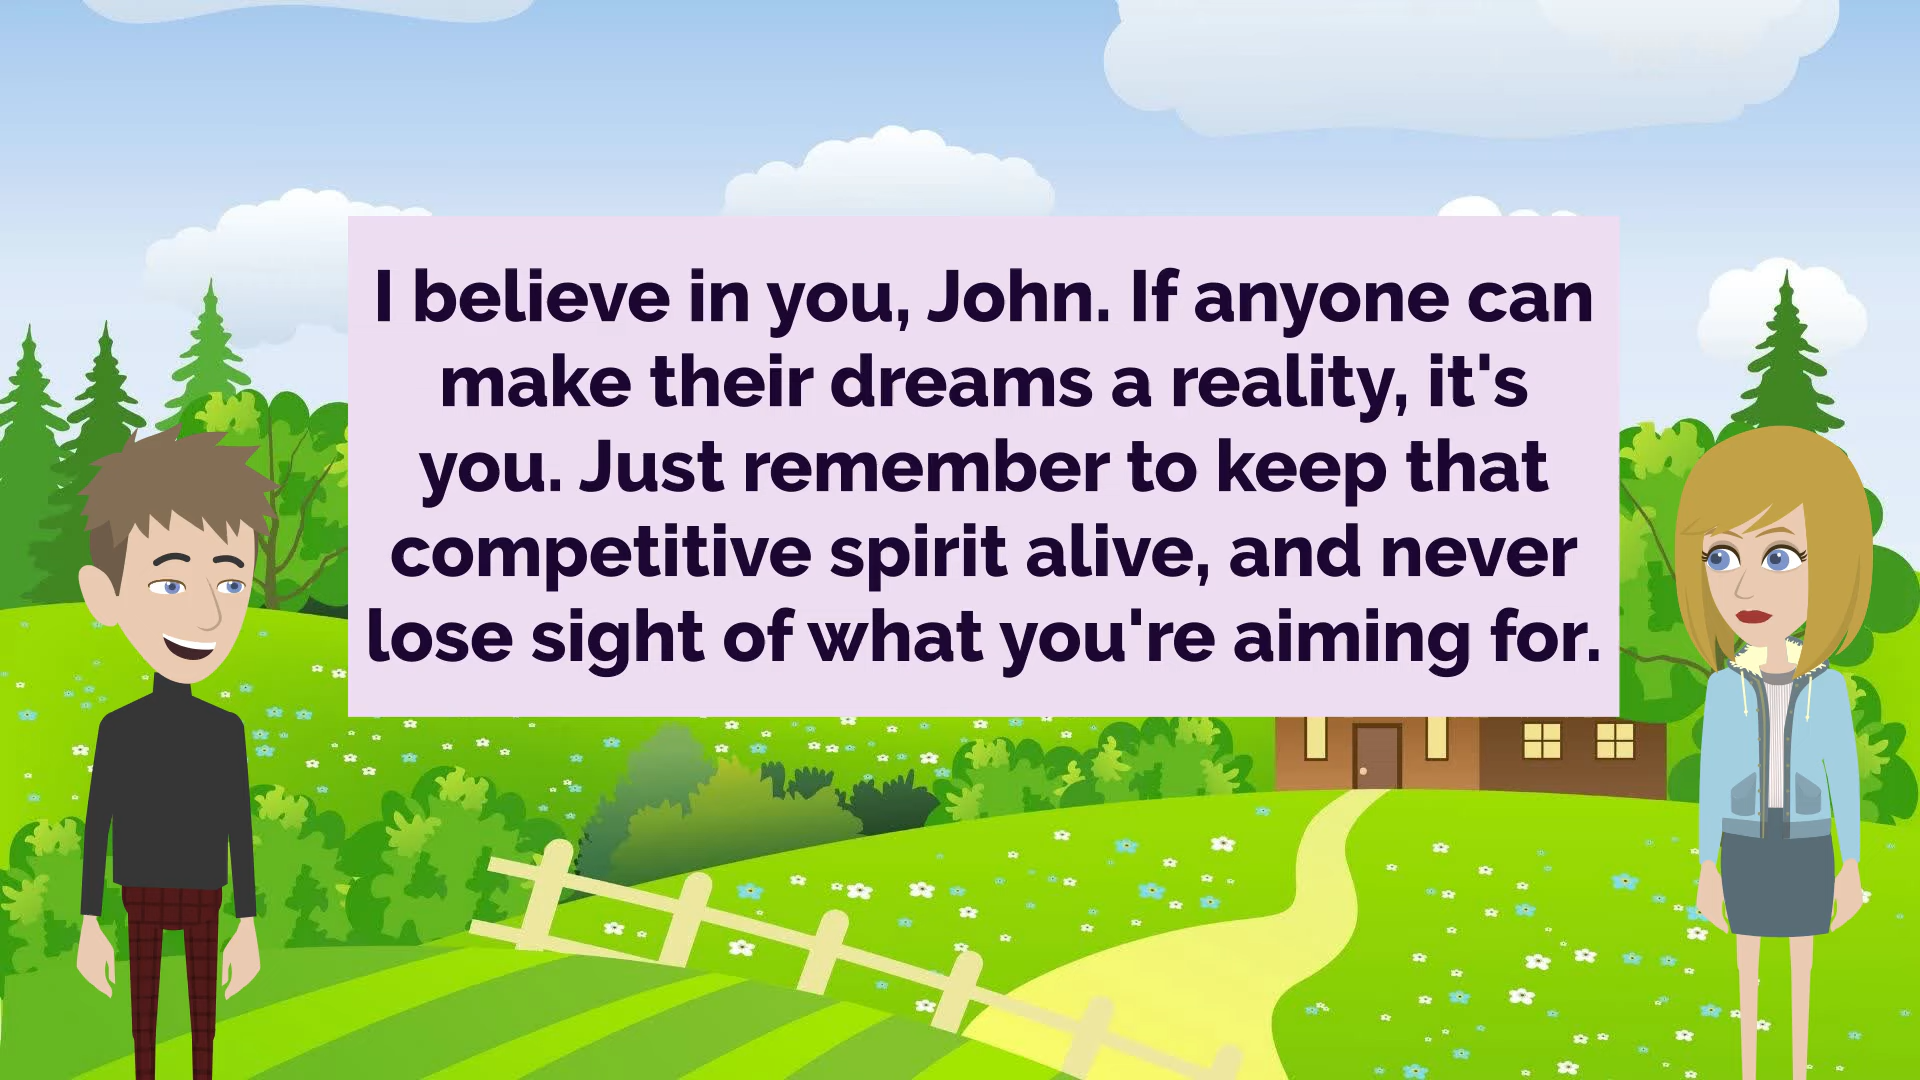 I believe in you, John. If anyone can
make their dreams a reality, it's
you. Just remember to keep that
competitive spirit alive, and never
lose sight of what you're aiming for.